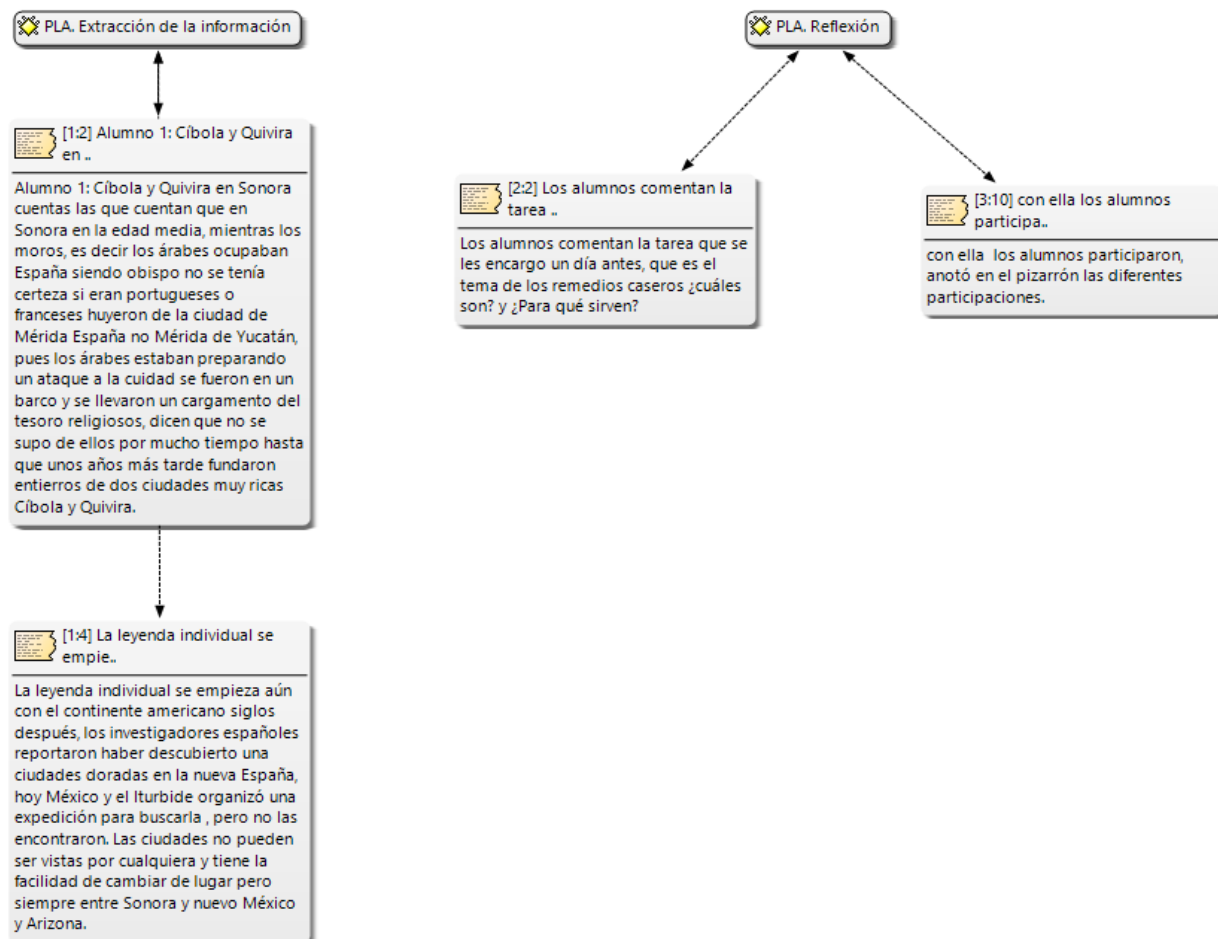 PLA. Extracción de la información
[1:2] Alumno 1: Cíbola y Quivira
en ..
Alumno 1: Cíbola y Quivira en Sonora
cuentas las que cuentan que en
Sonora en la edad media, mientras los
moros, es decir los árabes ocupaban
España siendo obispo no se tenía
certeza si eran portugueses o
franceses huyeron de la ciudad de
Mérida España no Mérida de Yucatán,
pues los árabes estaban preparando
un ataque a la cuidad se fueron en un
barco y se llevaron un cargamento del
tesoro religiosos, dicen que no se
supo de ellos por mucho tiempo hasta
que unos años más tarde fundaron
entierros de dos ciudades muy ricas
Cíbola y Quivira.
[1:4] La leyenda individual se
empie..
La leyenda individual se empieza aún
con el continente americano siglos
después, los investigadores españoles
reportaron haber descubierto una
ciudades doradas en la nueva España,
hoy México y el Iturbide organizó una
expedición para buscarla , pero no las
encontraron. Las ciudades no pueden
ser vistas por cualquiera y tiene la
facilidad de cambiar de lugar pero
siempre entre Sonora y nuevo México
y Arizona.
PLA. Reflexión
[2:2] Los alumnos comentan la
tarea ..
Los alumnos comentan la tarea que se
les encargo un día antes, que es el
tema de los remedios caseros ¿cuáles
son? y ¿Para qué sirven?
[3:10] con ella los alumnos
participa..
con ella  los alumnos participaron,
anotó en el pizarrón las diferentes
participaciones.